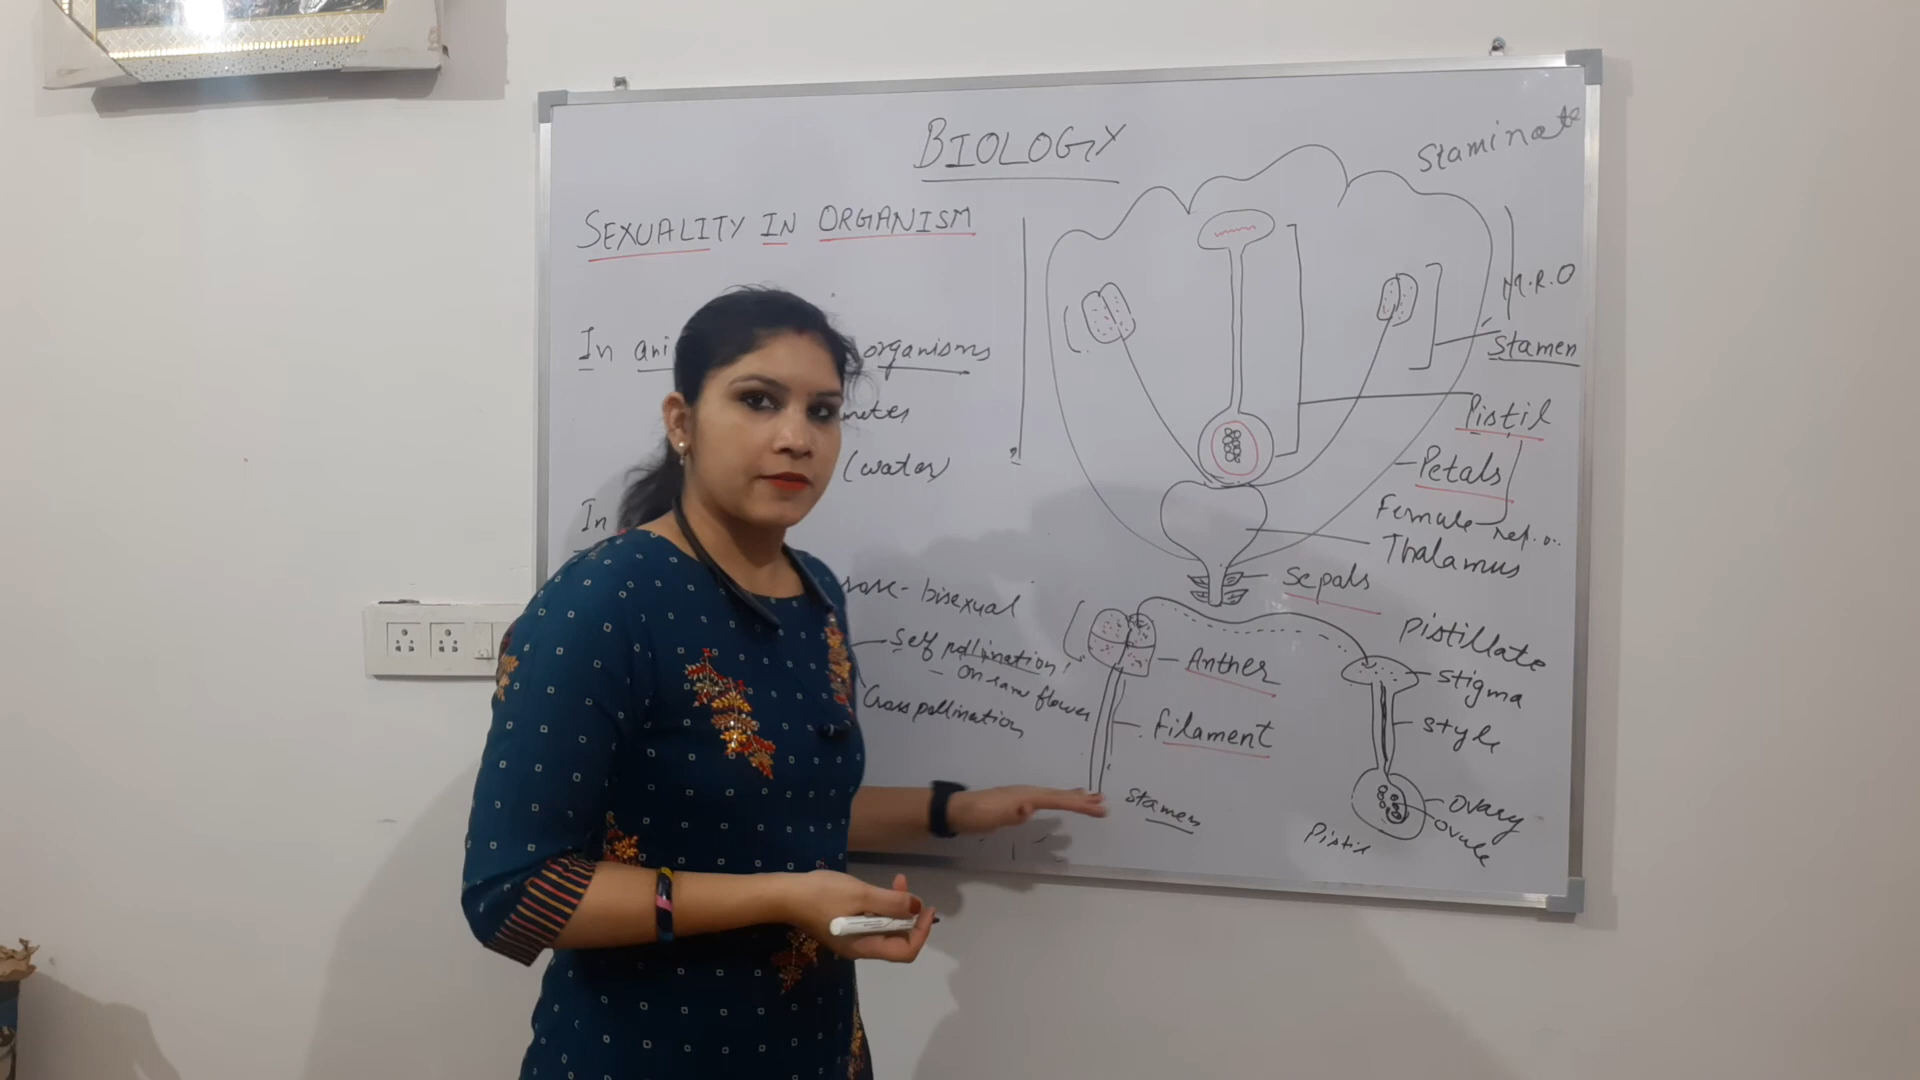 BIOLOGY
Staminate
SEXUALITY IN ORGANISM
M.R.O
In ani organisms
Stamen
Pistil
(water)
Petals
In
Female rep.o..
Thalamus
Sepals
bisexual
Self pollination
on same flower
Cross pollination
Anther
Filament
Stamen
Pistillate
Stigma
Style
Ovary
Ovule
Pistil